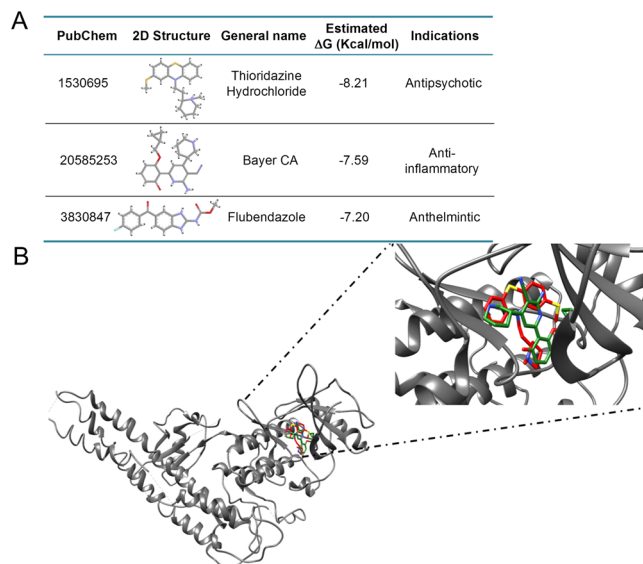 A
PubChem 2D Structure General name Estimated ΔG (Kcal/mol) Indications
1530695 Thioridazine Hydrochloride -8.21 Antipsychotic
20585253 Bayer CA -7.59 Anti-inflammatory
3830847 Flubendazole -7.20 Anthelmintic
B